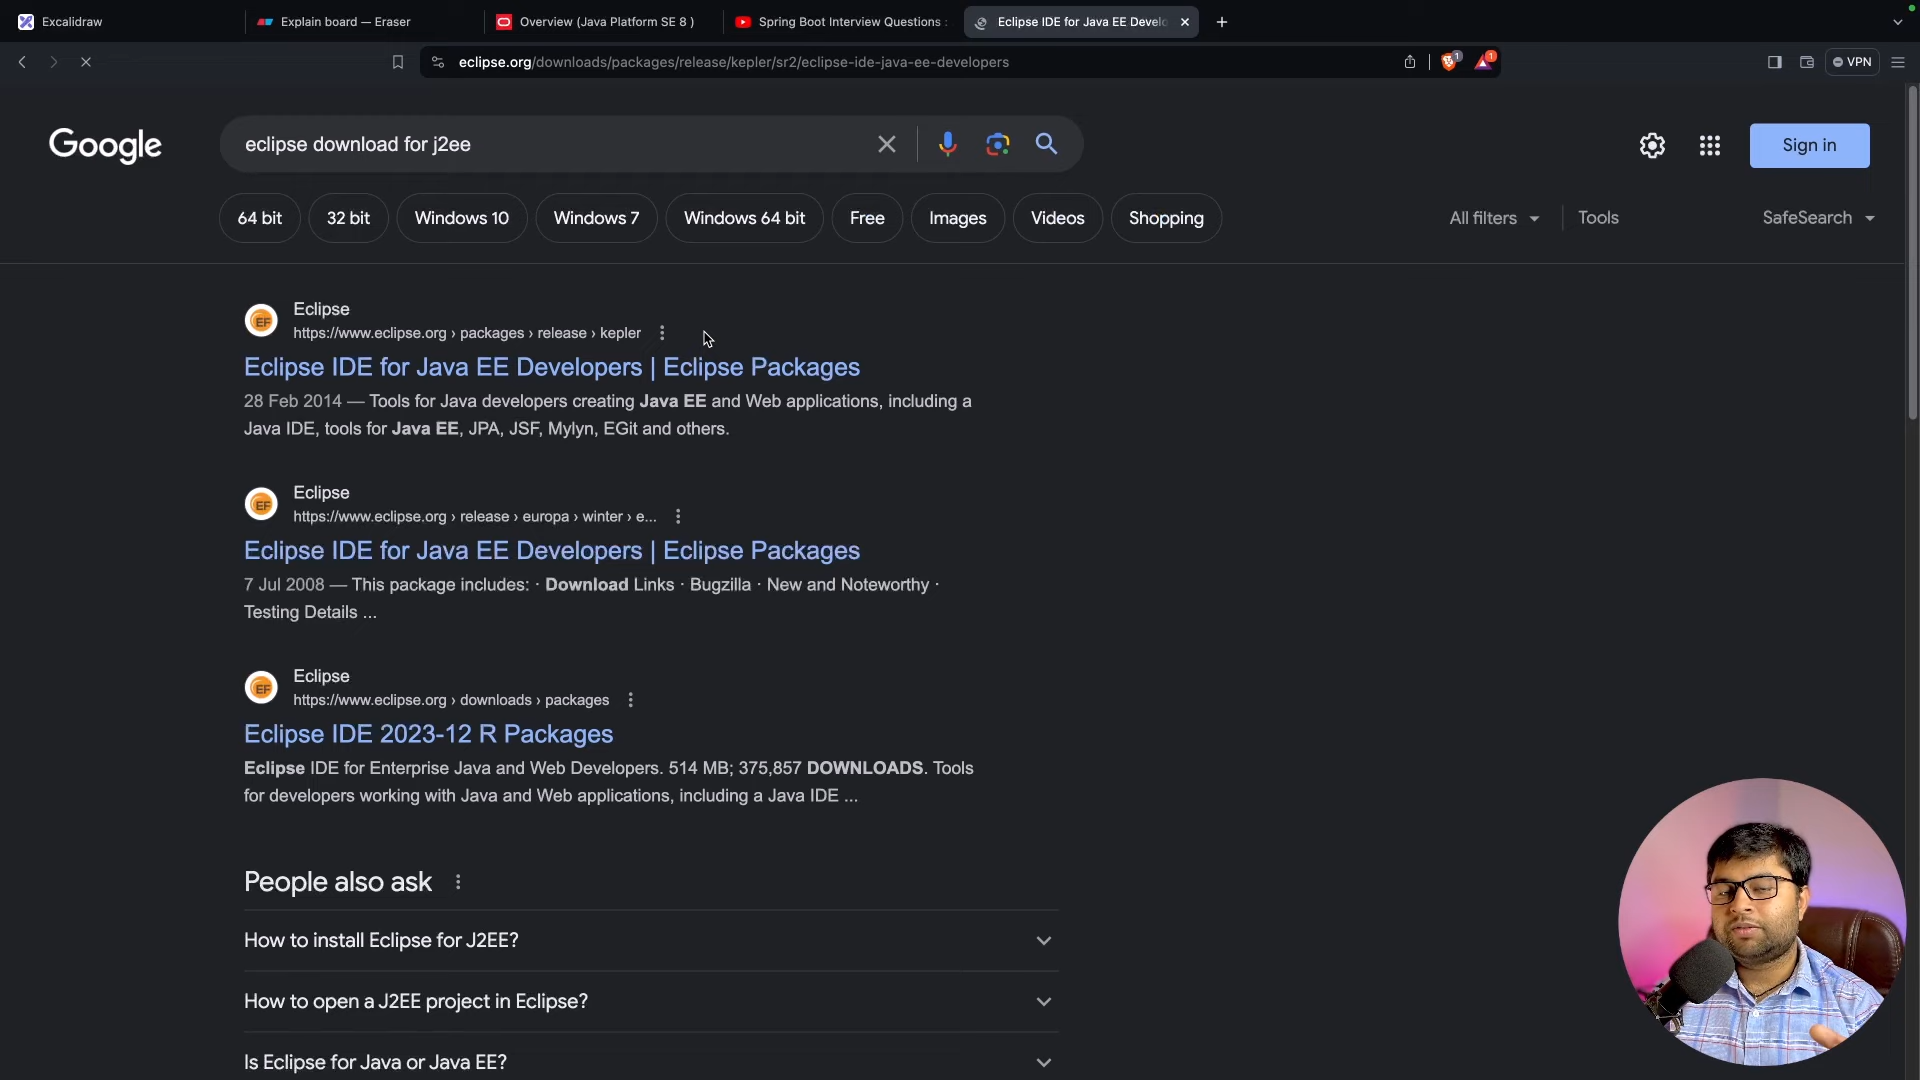 Excalidraw
Explain board — Eraser
Overview (Java Platform SE 8 )
Spring Boot Interview Questions :
Eclipse IDE for Java EE Develo
eclipse.org/downloads/packages/release/kepler/sr2/eclipse-ide-java-ee-developers
1
1
VPN
Google
eclipse download for j2ee
Sign in
64 bit
32 bit
Windows 10
Windows 7
Windows 64 bit
Free
Images
Videos
Shopping
All filters
Tools
SafeSearch
Eclipse
https://www.eclipse.org › packages › release › kepler
Eclipse IDE for Java EE Developers | Eclipse Packages
28 Feb 2014 — Tools for Java developers creating Java EE and Web applications, including a
Java IDE, tools for Java EE, JPA, JSF, Mylyn, EGit and others.
Eclipse
https://www.eclipse.org › release › europa › winter › e...
Eclipse IDE for Java EE Developers | Eclipse Packages
7 Jul 2008 — This package includes: · Download Links · Bugzilla · New and Noteworthy ·
Testing Details ...
Eclipse
https://www.eclipse.org › downloads › packages
Eclipse IDE 2023-12 R Packages
Eclipse IDE for Enterprise Java and Web Developers. 514 MB; 375,857 DOWNLOADS. Tools
for developers working with Java and Web applications, including a Java IDE ...
People also ask
How to install Eclipse for J2EE?
How to open a J2EE project in Eclipse?
Is Eclipse for Java or Java EE?